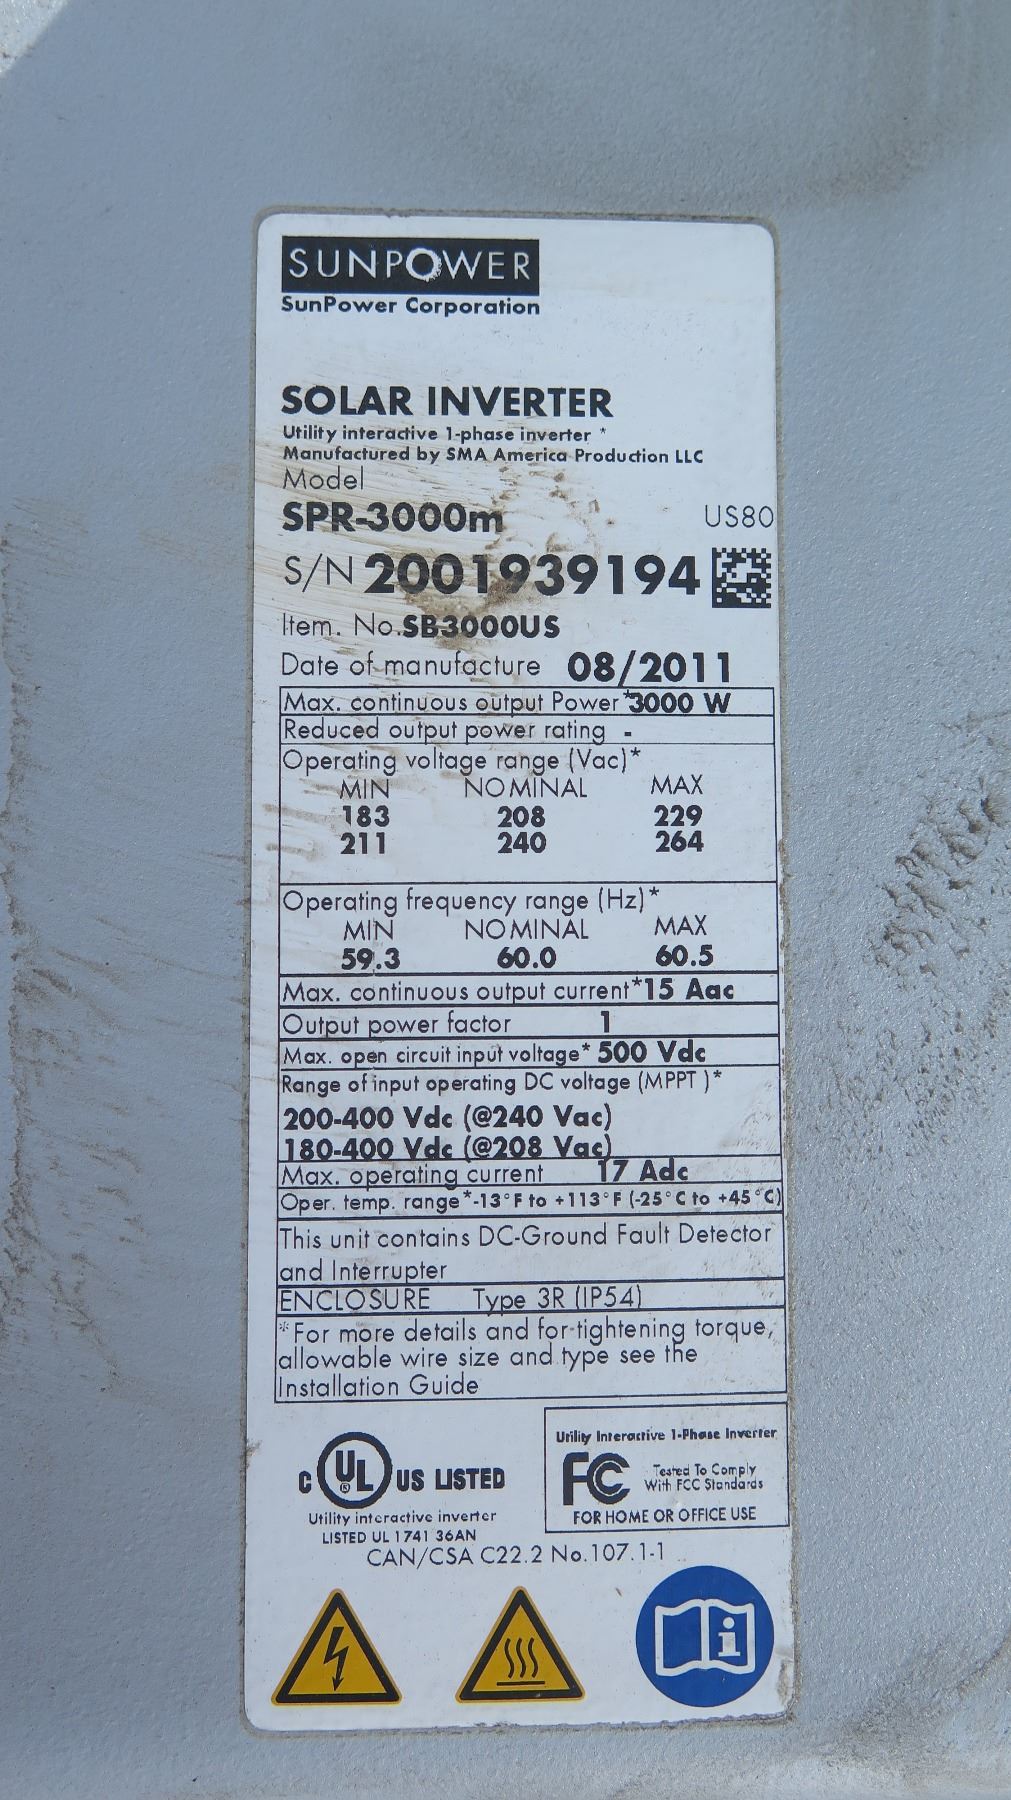 SUNPOWER
SunPower Corporation
SOLAR INVERTER
Utility interactive 1-phase inverter *
Manufactured by SMA America Production LLC
Model
SPR-3000m US80
S/N 2001939194
Item. No.SB3000US
Date of manufacture 08/2011
Max. continuous output Power*3000 W
Reduced output power rating -
Operating voltage range (Vac)*
MIN NOMINAL MAX
183 208 229
211 240 264
Operating frequency range (Hz)*
MIN NOMINAL MAX
59.3 60.0 60.5
Max. continuous output current*15 Aac
Output power factor 1
Max. open circuit input voltage* 500 Vdc
Range of input operating DC voltage (MPPT )*
200-400 Vdc (@240 Vac)
180-400 Vdc (@208 Vac)
Max. operating current 17 Adc
Oper. temp. range*-13°F to +113°F (-25°C to +45°C)
This unit contains DC-Ground Fault Detector
and Interrupter
ENCLOSURE Type 3R (IP54)
*For more details and for tightening torque,
allowable wire size and type see the
Installation Guide
C UL® US LISTED
Utility interactive inverter
LISTED UL 1741 36AN
CAN/CSA C22.2 No.107.1-1
Utility Interactive 1-Phase Inverter
FC Tested To Comply
With FCC Standards
FOR HOME OR OFFICE USE